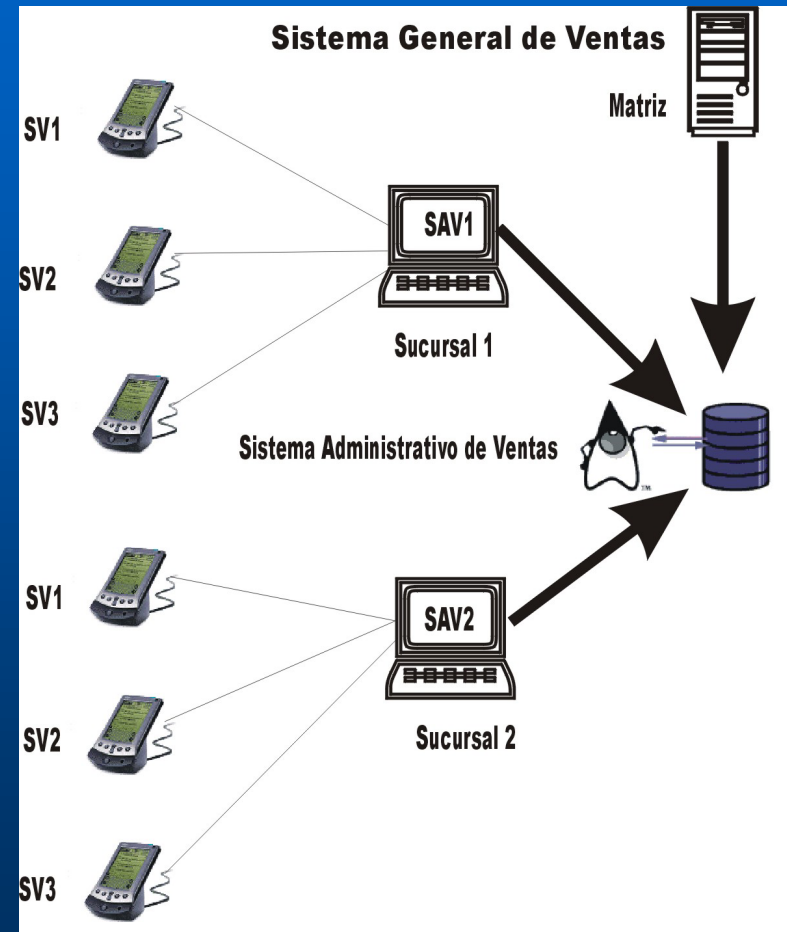 Sistema General de Ventas
Matriz
SV1
SAV1
SV2
Sucursal 1
SV3
Sistema Administrativo de Ventas
TM
SV1
SAV2
SV2
Sucursal 2
SV3